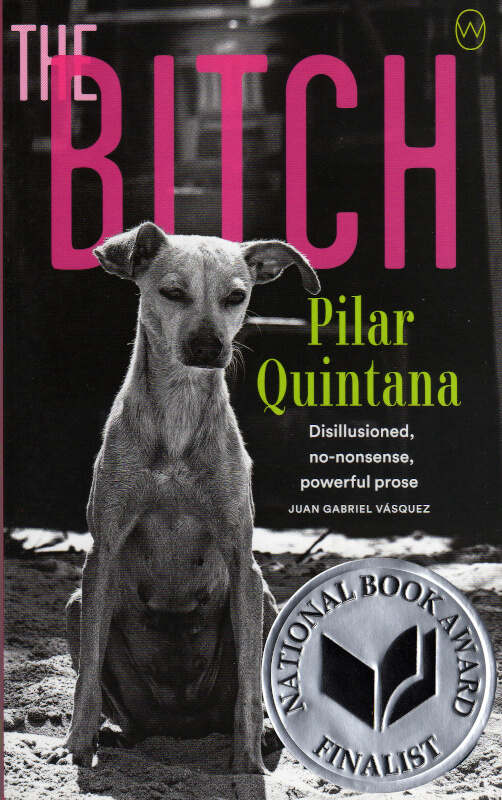 THE
BITCH
W
Pilar
Quintana
Disillusioned,
no-nonsense,
powerful prose
JUAN GABRIEL VÁSQUEZ
NATIONAL BOOK AWARD
FINALIST